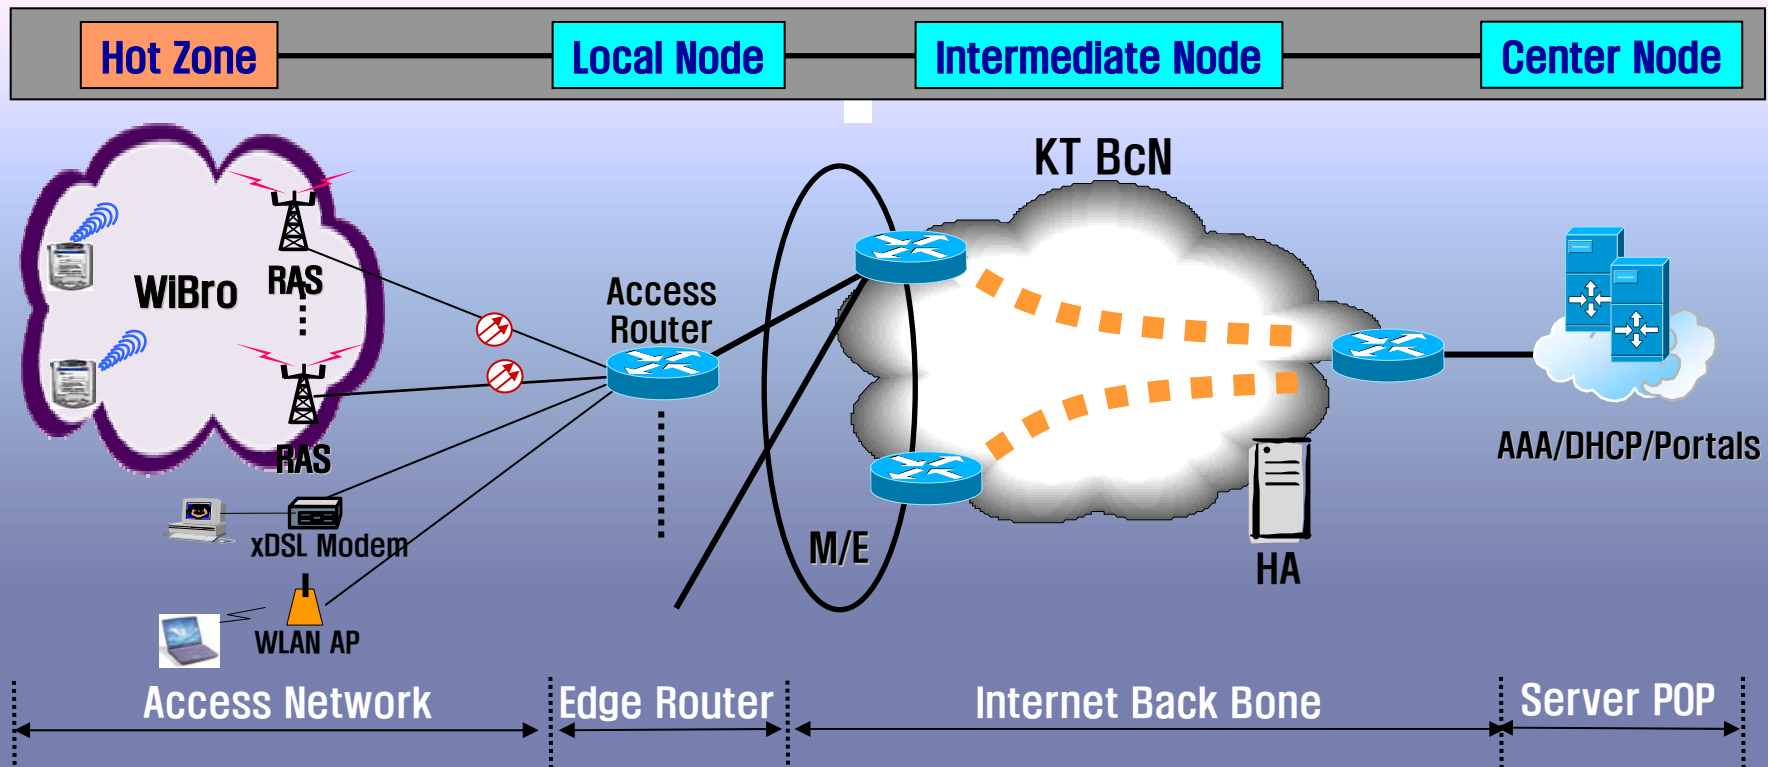 Hot Zone
Local Node
Intermediate Node
Center Node
KT BcN
WiBro
RAS
Access
Router
RAS
AAA/DHCP/Portals
xDSL Modem
M/E
HA
WLAN AP
Access Network
Edge Router
Internet Back Bone
Server POP